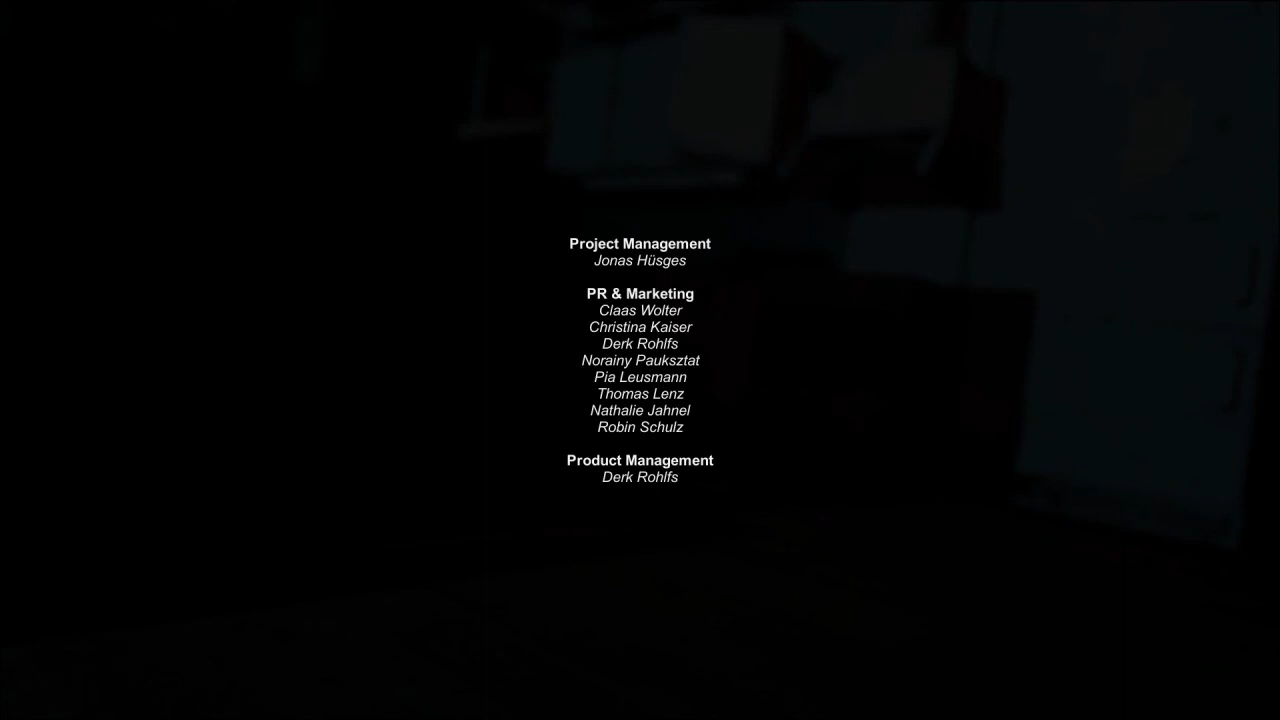 Project Management
Jonas Hüsges
PR & Marketing
Claas Wolter
Christina Kaiser
Derk Rohlfs
Norainy Pauksztat
Pia Leusmann
Thomas Lenz
Nathalie Jahnel
Robin Schulz
Product Management
Derk Rohlfs